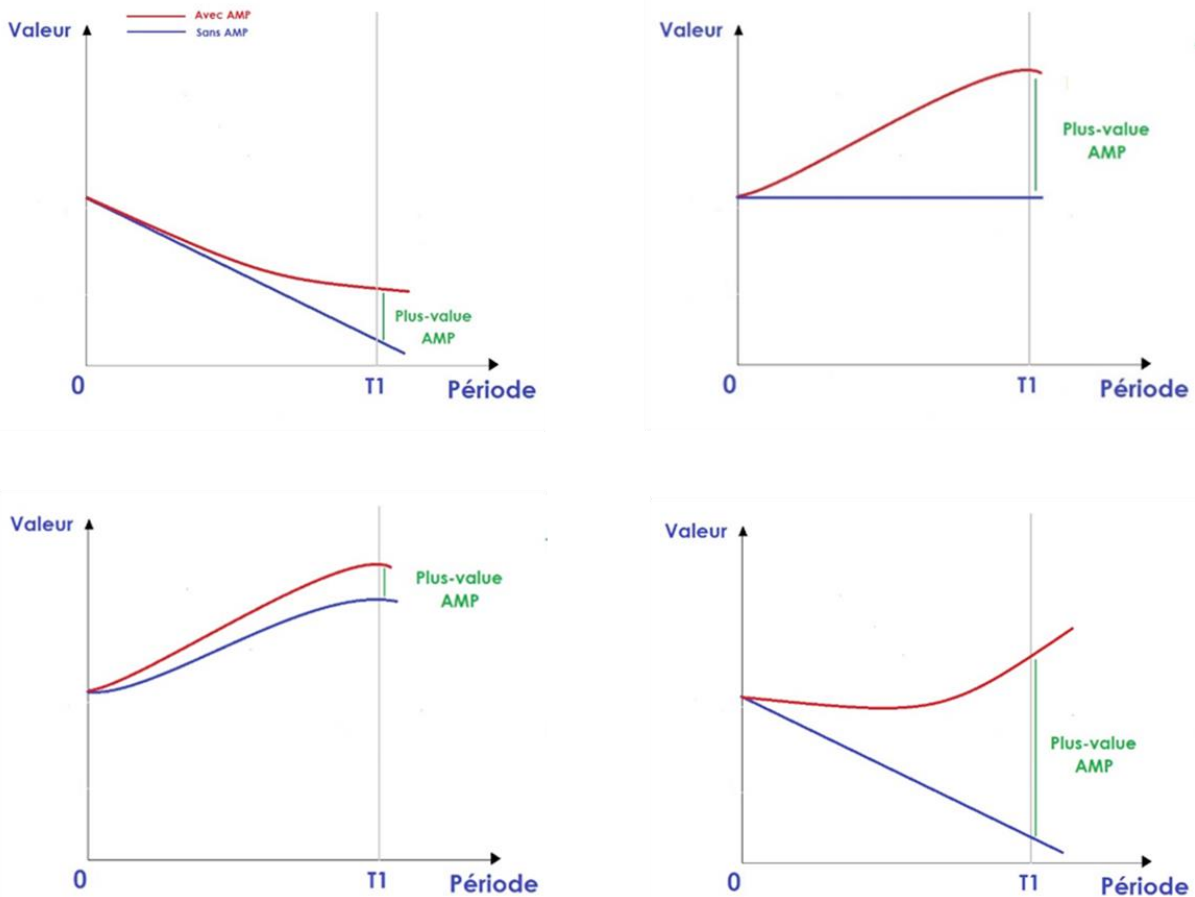 Valeur
Avec AMP
Sans AMP
Plus-value
AMP
0
T1
Période
Valeur
Plus-value
AMP
0
T1
Période
Valeur
Plus-value
AMP
0
T1
Période
Valeur
Plus-value
AMP
0
T1
Période